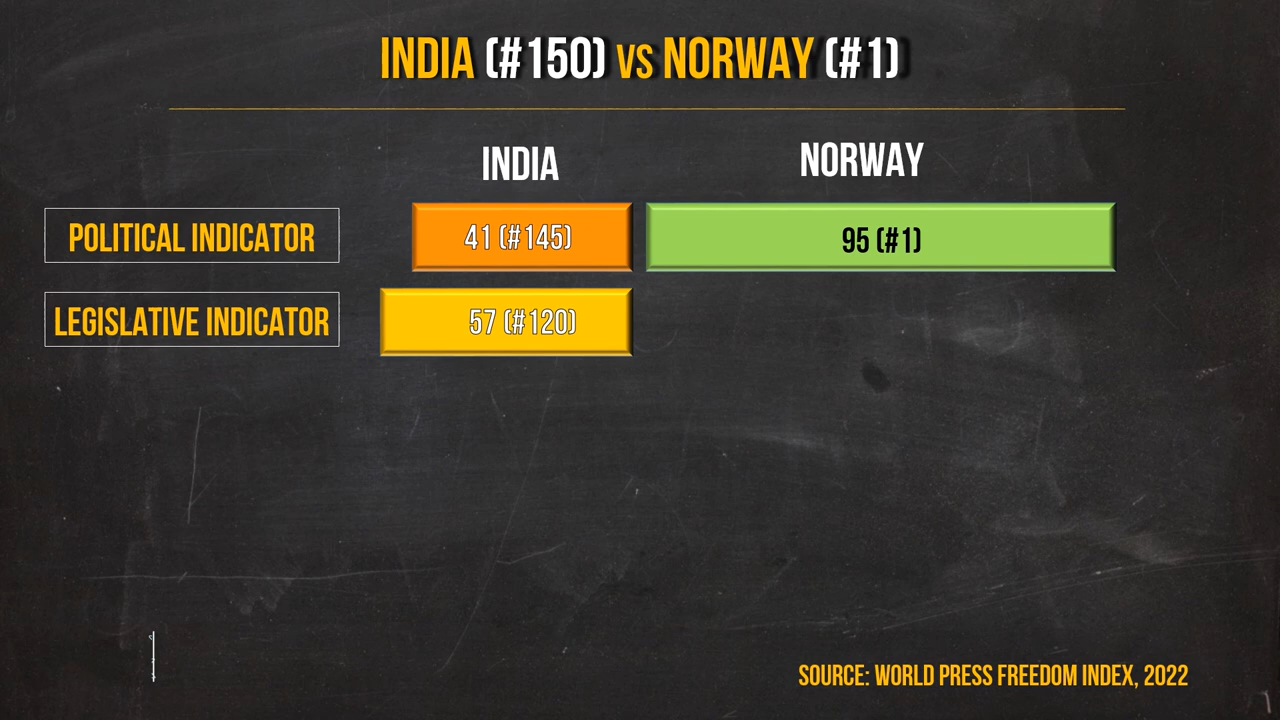 INDIA (#150) VS NORWAY (#1)
INDIA NORWAY
POLITICAL INDICATOR 41 (#145) 95 (#1)
LEGISLATIVE INDICATOR 57 (#120)
SOURCE: WORLD PRESS FREEDOM INDEX, 2022